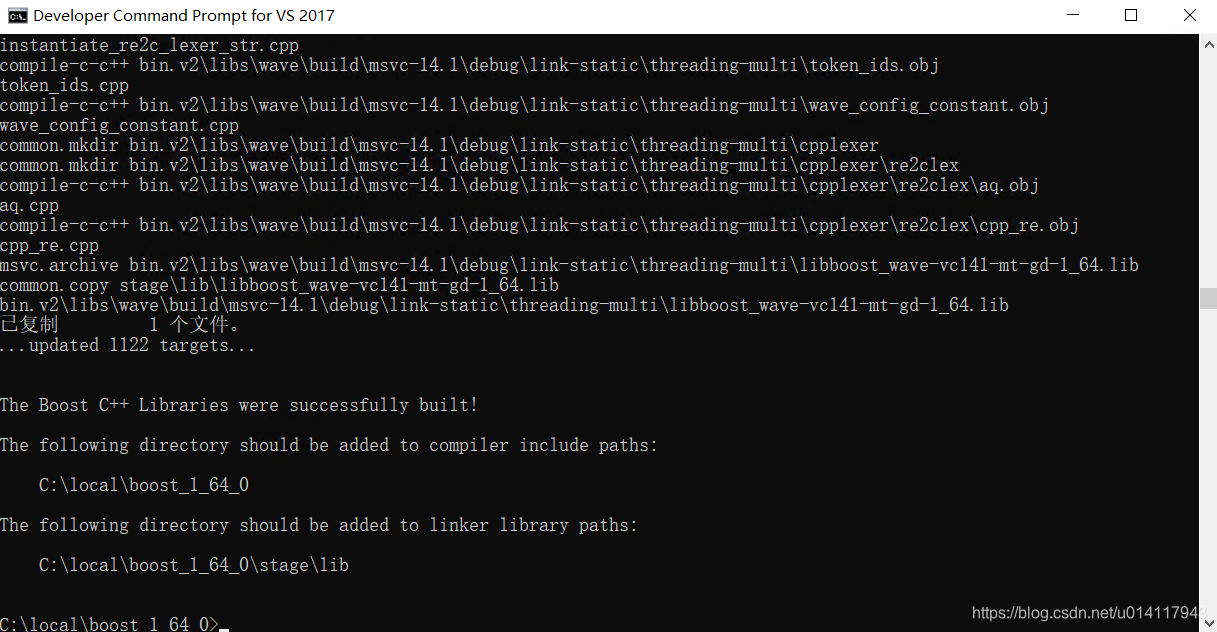 Developer Command Prompt for VS 2017
instantiate_re2c_lexer_str.cpp
compile-c-c++ bin.v2\libs\wave\build\msvc-14.1\debug\link-static\threading-multi\token_ids.obj
token_ids.cpp
compile-c-c++ bin.v2\libs\wave\build\msvc-14.1\debug\link-static\threading-multi\wave_config_constant.obj
wave_config_constant.cpp
common.mkdir bin.v2\libs\wave\build\msvc-14.1\debug\link-static\threading-multi\cpplexer
common.mkdir bin.v2\libs\wave\build\msvc-14.1\debug\link-static\threading-multi\cpplexer\re2clex
compile-c-c++ bin.v2\libs\wave\build\msvc-14.1\debug\link-static\threading-multi\cpplexer\re2clex\aq.obj
aq.cpp
compile-c-c++ bin.v2\libs\wave\build\msvc-14.1\debug\link-static\threading-multi\cpplexer\re2clex\cpp_re.obj
cpp_re.cpp
msvc.archive bin.v2\libs\wave\build\msvc-14.1\debug\link-static\threading-multi\libboost_wave-vc141-mt-gd-1_64.lib
common.copy stage\lib\libboost_wave-vc141-mt-gd-1_64.lib
bin.v2\libs\wave\build\msvc-14.1\debug\link-static\threading-multi\libboost_wave-vc141-mt-gd-1_64.lib
已复制         1 个文件。
...updated 1122 targets...
The Boost C++ Libraries were successfully built!
The following directory should be added to compiler include paths:
C:\local\boost_1_64_0
The following directory should be added to linker library paths:
C:\local\boost_1_64_0\stage\lib
C:\local\boost_1_64_0>
https://blog.csdn.net/u014117943